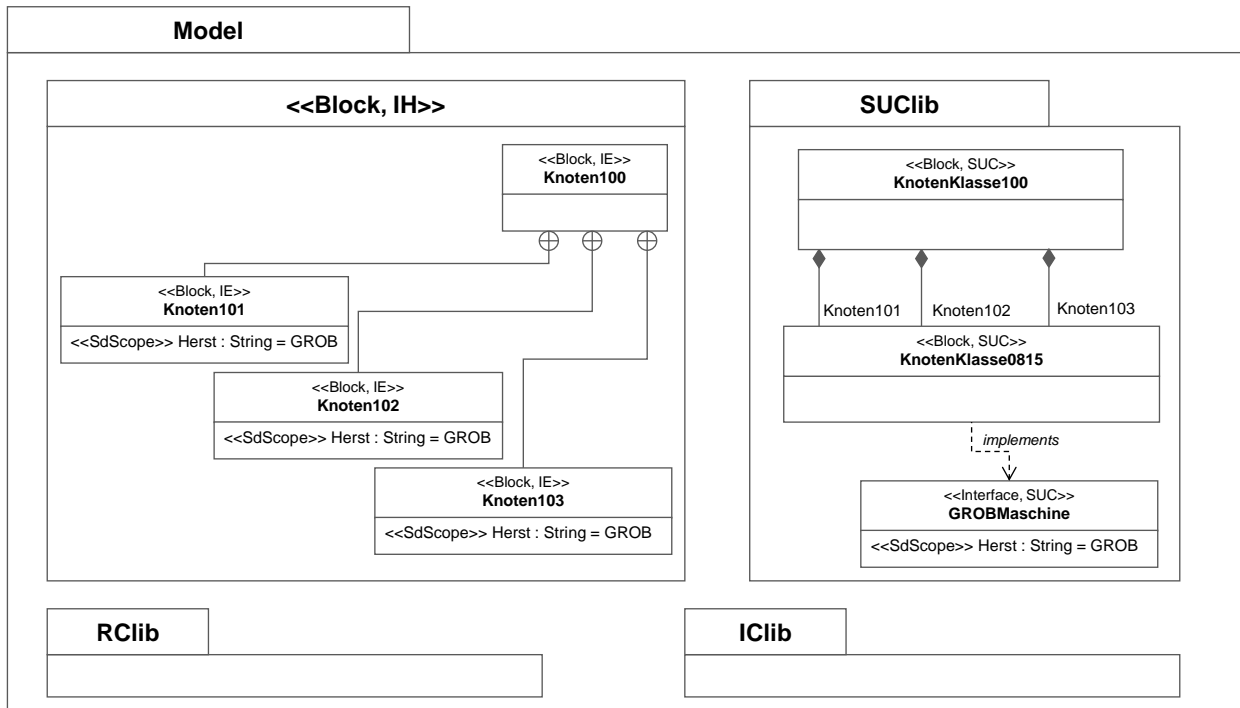 Model
<<Block, IH>>
<<Block, IE>>
Knoten100
<<Block, IE>>
Knoten101
<<SdScope>> Herst : String = GROB
<<Block, IE>>
Knoten102
<<SdScope>> Herst : String = GROB
<<Block, IE>>
Knoten103
<<SdScope>> Herst : String = GROB
SUClib
<<Block, SUC>>
KnotenKlasse100
Knoten101
Knoten102
Knoten103
<<Block, SUC>>
KnotenKlasse0815
implements
<<Interface, SUC>>
GROBMaschine
<<SdScope>> Herst : String = GROB
RClib
IClib